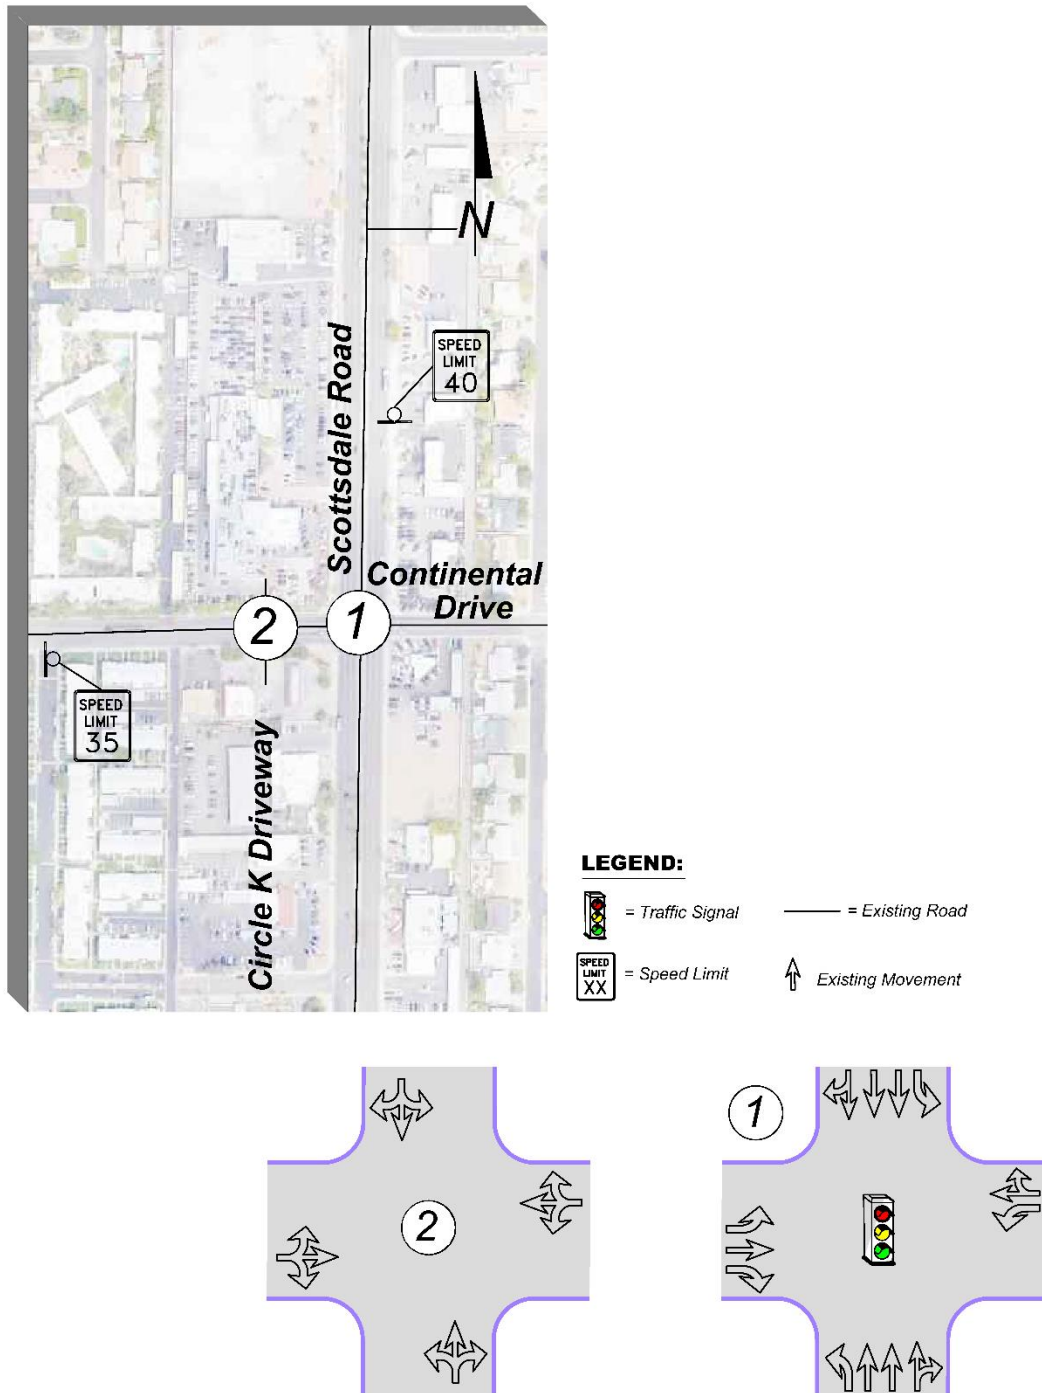 N
SPEED
LIMIT
40
Scottsdale Road
Continental
Drive
2
1
SPEED
LIMIT
35
Circle K Driveway
LEGEND:
= Traffic Signal
= Existing Road
SPEED
LIMIT
XX
= Speed Limit
Existing Movement
1
2